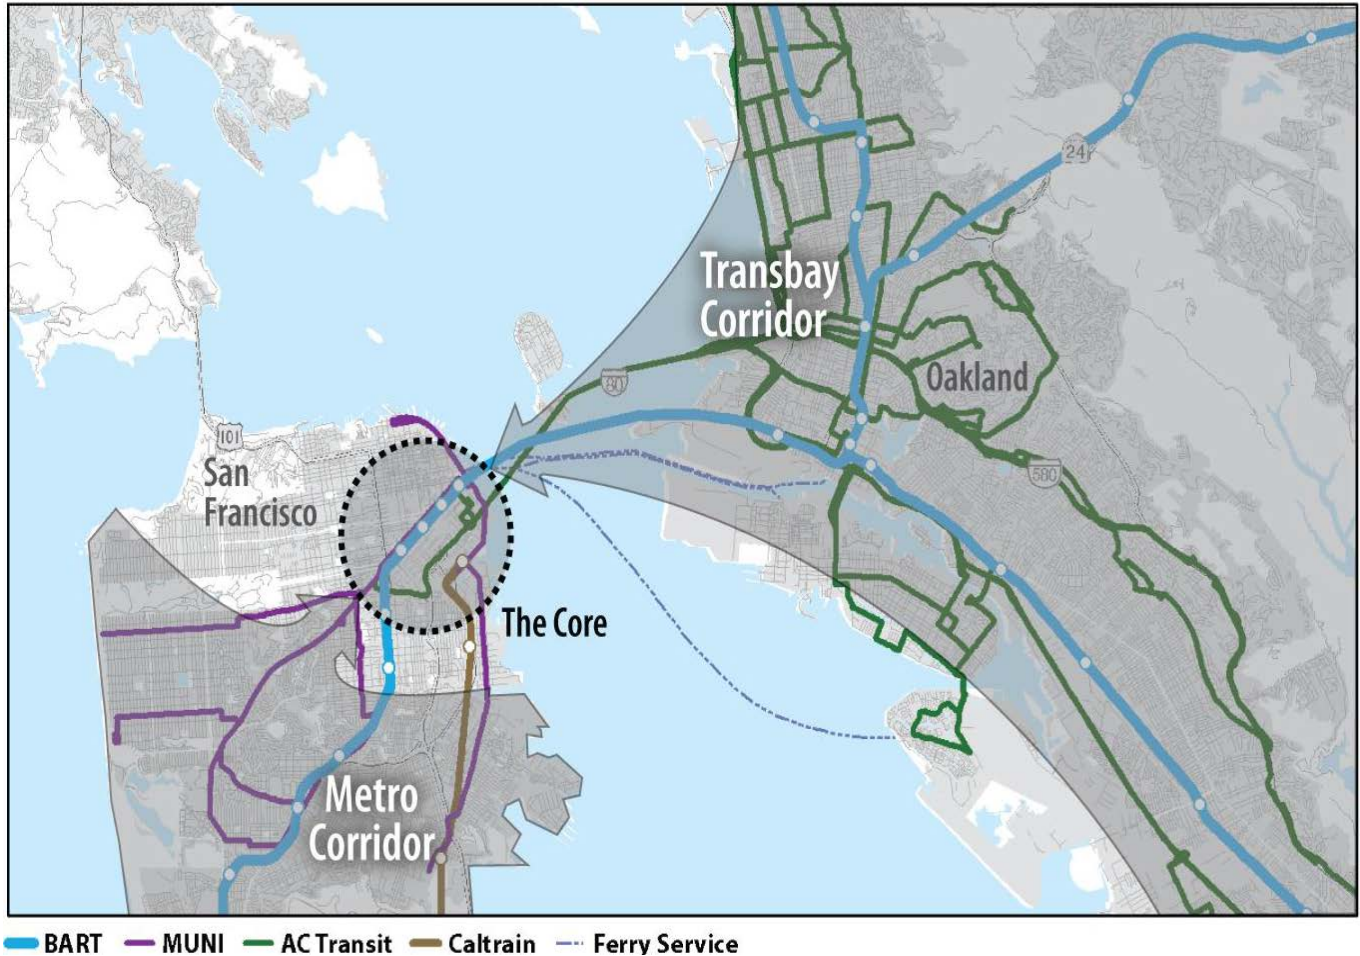 24
Transbay
Corridor
Oakland
80
101
San
Francisco
580
The Core
Metro
Corridor
BART MUNI AC Transit Caltrain Ferry Service